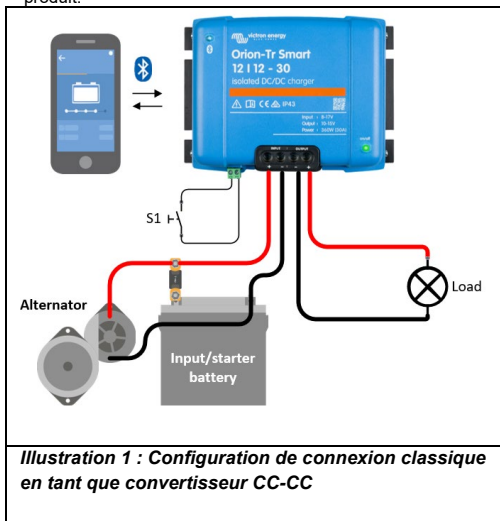 produit.
victron energy
Orion-Tr Smart
12 | 12 - 30
isolated DC/DC charger
IP43
Input : 8-17V
Output : 10-15V
Power : 360W (30A)
INPUT
OUTPUT
S1
Load
Alternator
Input/starter
battery
Illustration 1 : Configuration de connexion classique
en tant que convertisseur CC-CC